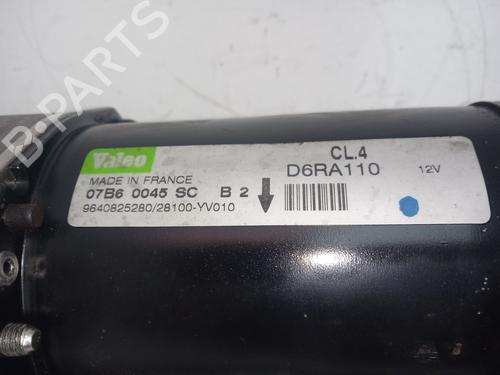 Valeo
CL.4
MADE IN FRANCE
D6RA110
12V
07B6 0045 SC B 2
9640825280/28100-YV010
B-PARTS